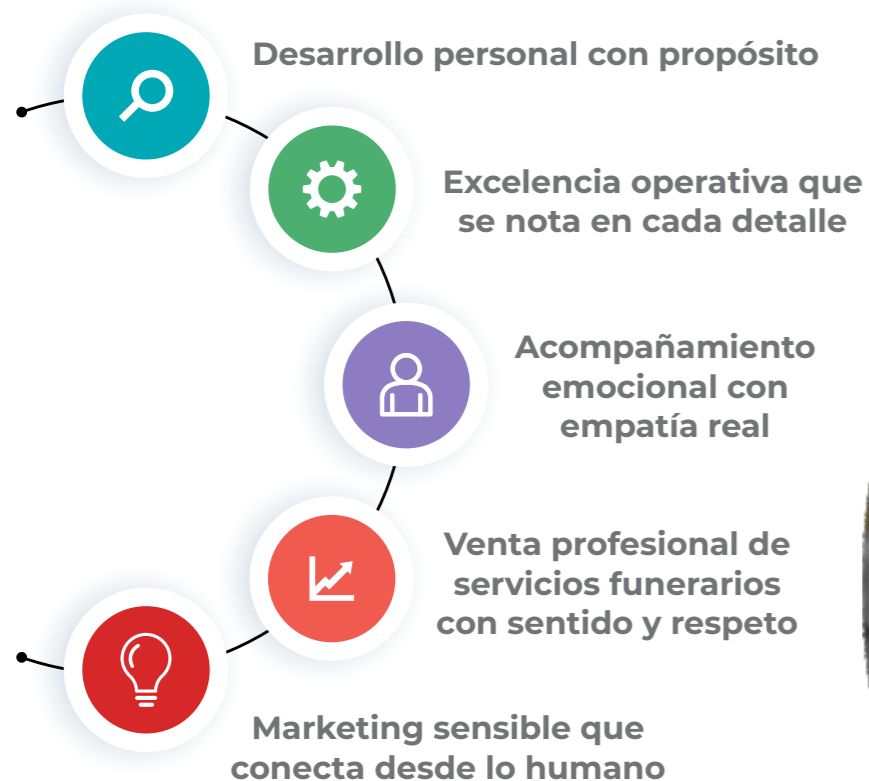 Desarrollo personal con propósito
Excelencia operativa que
se nota en cada detalle
Acompañamiento
emocional con
empatía real
Venta profesional de
servicios funerarios
con sentido y respeto
Marketing sensible que
conecta desde lo humano